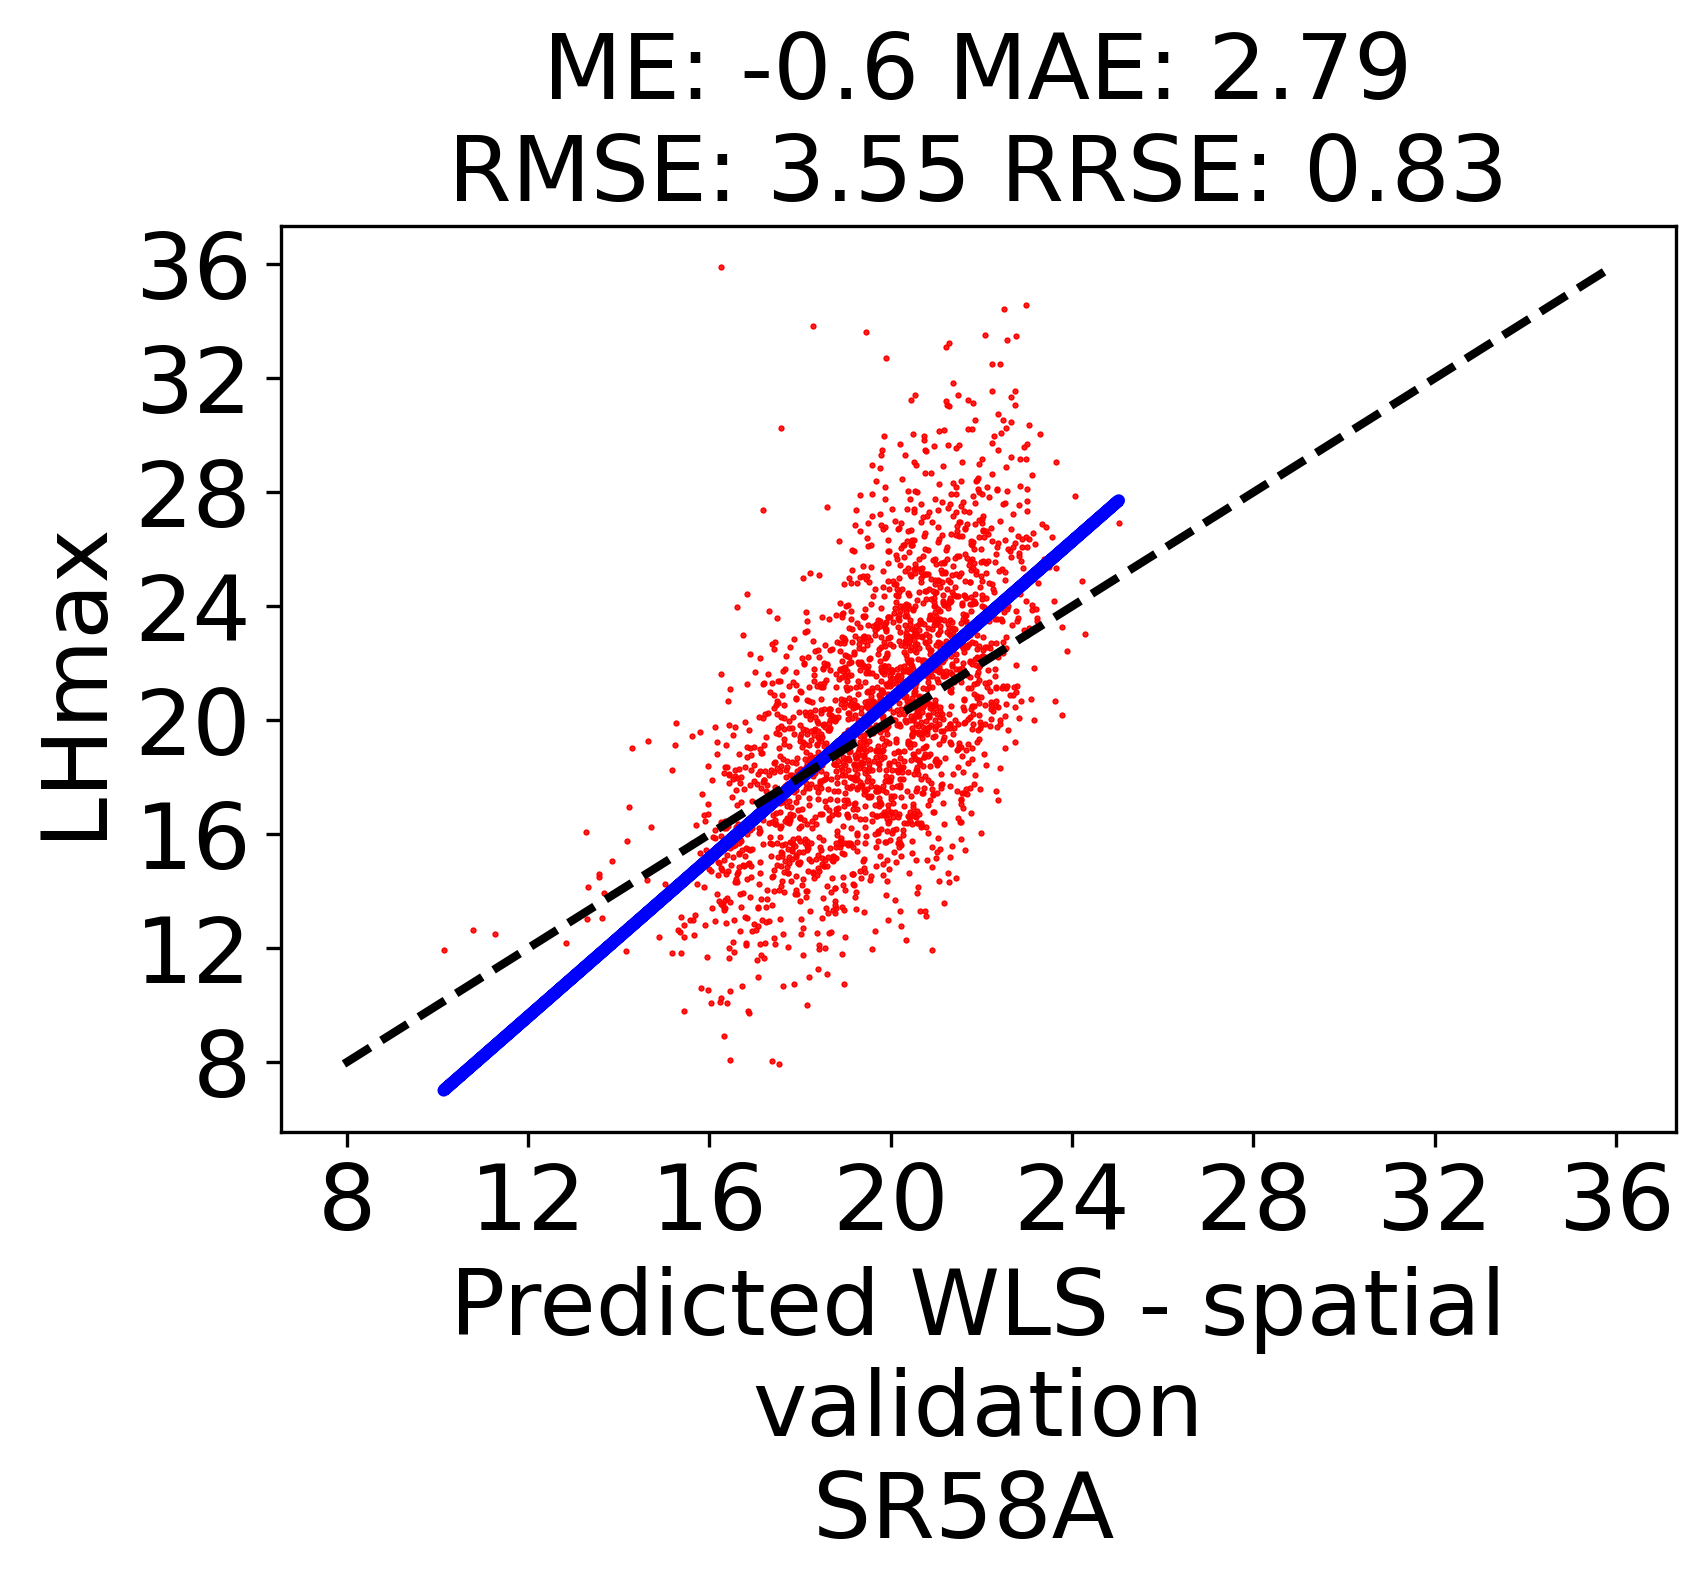 ME: -0.6 MAE: 2.79
RMSE: 3.55 RRSE: 0.83
36
32
28
24
20
16
12
8
LHmax
8 12 16 20 24 28 32 36
Predicted WLS - spatial
validation
SR58A